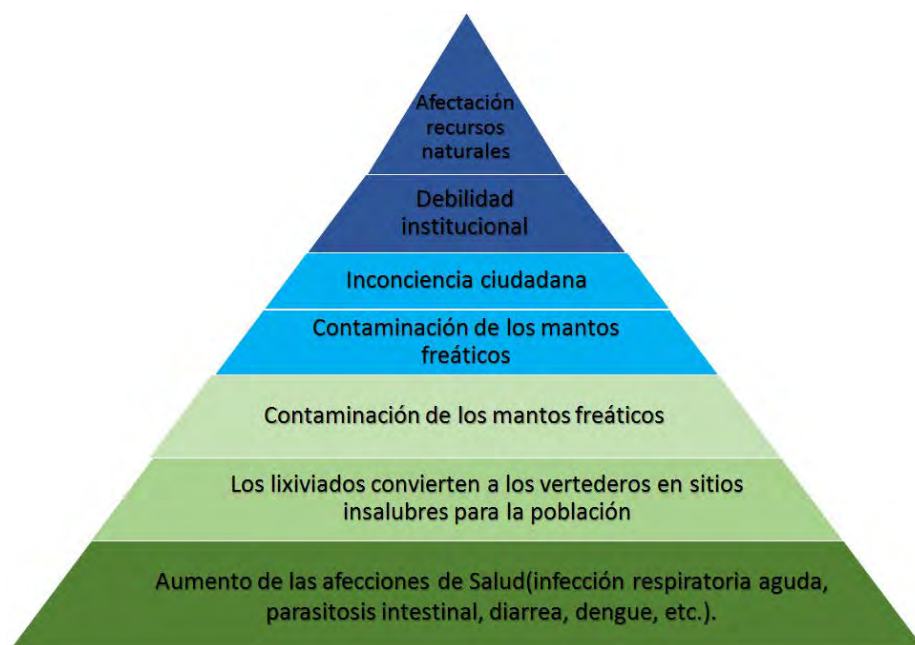 Afectación
recursos
naturales
Debilidad
institucional
Inconciencia ciudadana
Contaminación de los mantos
freáticos
Contaminación de los mantos freáticos
Los lixiviados convierten a los vertederos en sitios
insalubres para la población
Aumento de las afecciones de Salud(infección respiratoria aguda,
parasitosis intestinal, diarrea, dengue, etc.).